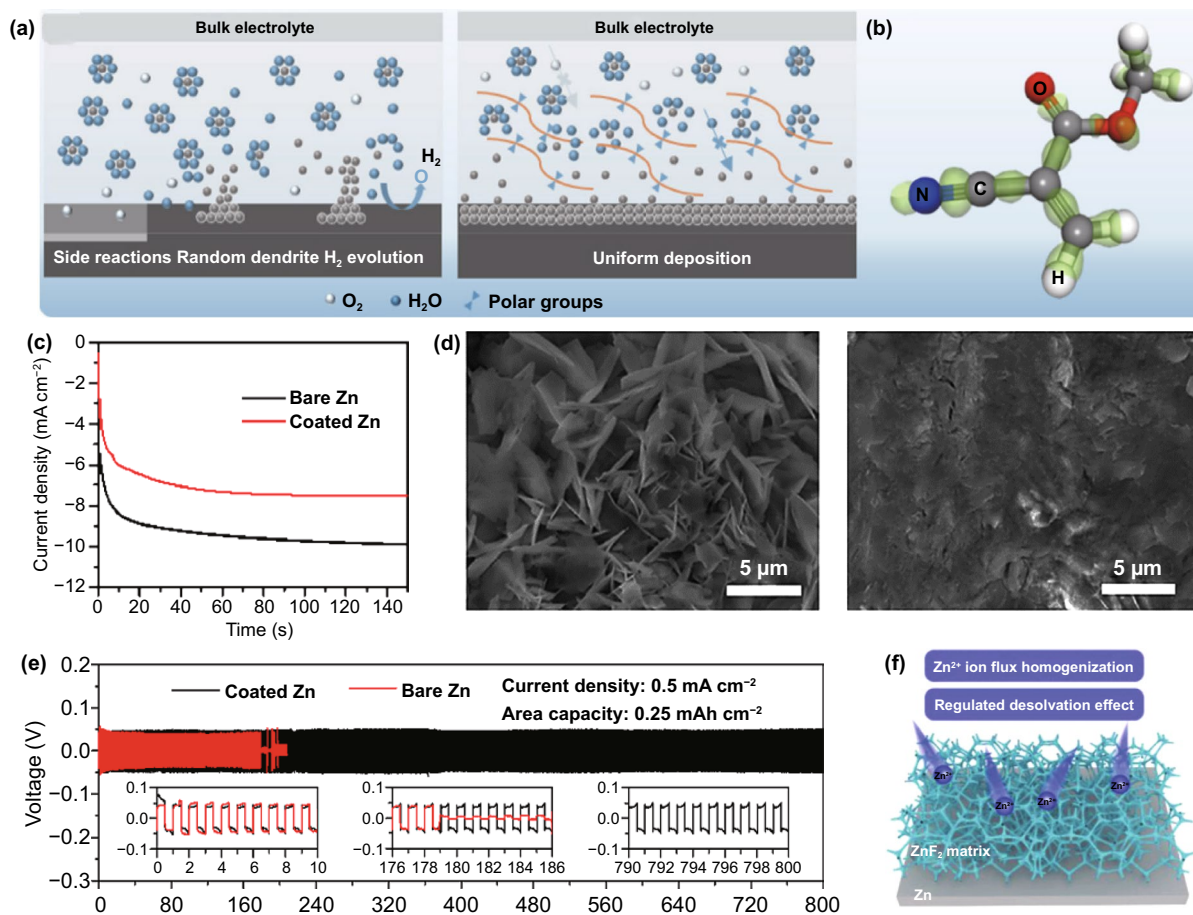 (a)
Bulk electrolyte
H₂
Side reactions Random dendrite H₂ evolution
Bulk electrolyte
Uniform deposition
O₂ H₂O Polar groups
(b)
O
N
C
H
(c)
Current density (mA cm⁻²)
0
−2
−4
−6
−8
−10
−12
Bare Zn
Coated Zn
0 20 40 60 80 100 120 140
Time (s)
(d)
5 µm
5 µm
(e)
Voltage (V)
0.2
0.1
0.0
−0.1
−0.2
−0.3
Coated Zn Bare Zn
Current density: 0.5 mA cm⁻²
Area capacity: 0.25 mAh cm⁻²
0.1
0.0
−0.1
0 2 4 6 8 10
0.1
0.0
−0.1
176 178 180 182 184 186
0.1
0.0
−0.1
790 792 794 796 798 800
0 80 160 240 320 400 480 560 640 720 800
(f)
Zn²⁺ ion flux homogenization
Regulated desolvation effect
Zn²⁺
Zn²⁺
Zn²⁺
Zn²⁺
ZnF₂ matrix
Zn